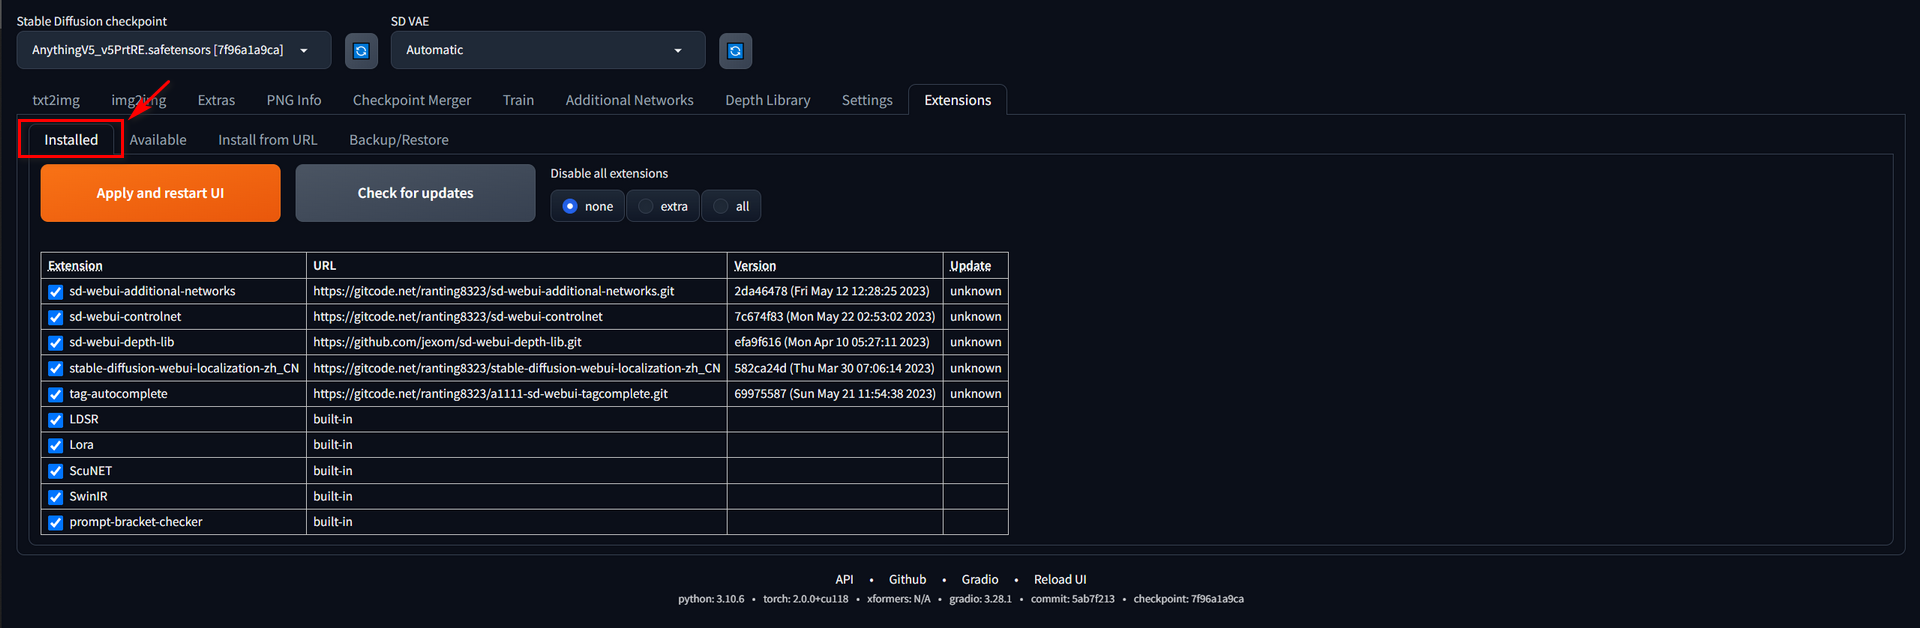 Stable Diffusion checkpoint SD VAE
AnythingV5_v5PrtRE.safetensors [7f96a1a9ca] Automatic
txt2img img2img Extras PNG Info Checkpoint Merger Train Additional Networks Depth Library Settings Extensions
Installed Available Install from URL Backup/Restore
Disable all extensions
Apply and restart UI Check for updates none extra all
Extension URL Version Update
sd-webui-additional-networks https://gitcode.net/ranting8323/sd-webui-additional-networks.git 2da46478 (Fri May 12 12:28:25 2023) unknown
sd-webui-controlnet https://gitcode.net/ranting8323/sd-webui-controlnet 7c674f83 (Mon May 22 02:53:02 2023) unknown
sd-webui-depth-lib https://github.com/jexom/sd-webui-depth-lib.git efa9f616 (Mon Apr 10 05:27:11 2023) unknown
stable-diffusion-webui-localization-zh_CN https://gitcode.net/ranting8323/stable-diffusion-webui-localization-zh_CN 582ca24d (Thu Mar 30 07:06:14 2023) unknown
tag-autocomplete https://gitcode.net/ranting8323/a1111-sd-webui-tagcomplete.git 69975587 (Sun May 21 11:54:38 2023) unknown
LDSR built-in
Lora built-in
ScuNET built-in
SwinIR built-in
prompt-bracket-checker built-in
API • Github • Gradio • Reload UI
python: 3.10.6 • torch: 2.0.0+cu118 • xformers: N/A • gradio: 3.28.1 • commit: 5ab7f213 • checkpoint: 7f96a1a9ca